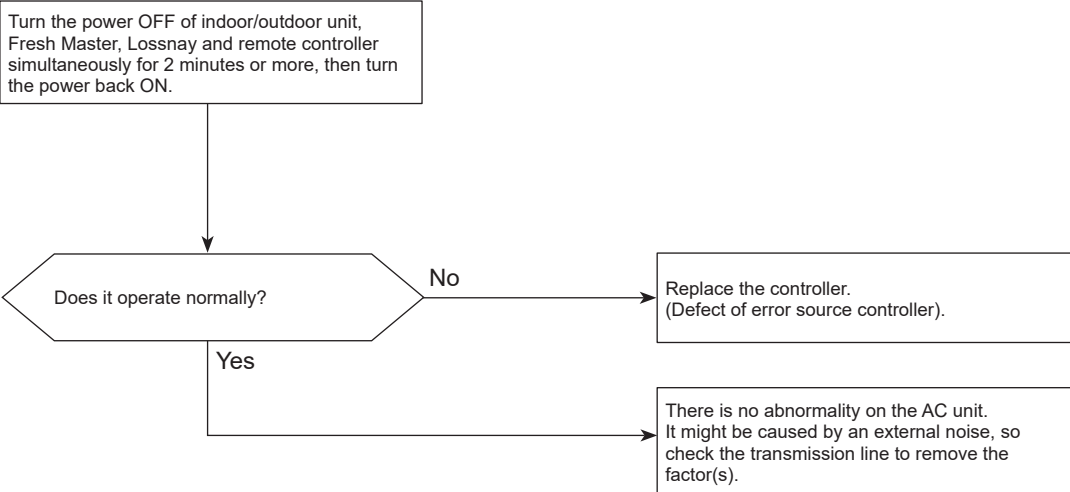 Turn the power OFF of indoor/outdoor unit,
Fresh Master, Lossnay and remote controller
simultaneously for 2 minutes or more, then turn
the power back ON.
Does it operate normally?
No
Replace the controller.
(Defect of error source controller).
Yes
There is no abnormality on the AC unit.
It might be caused by an external noise, so
check the transmission line to remove the
factor(s).